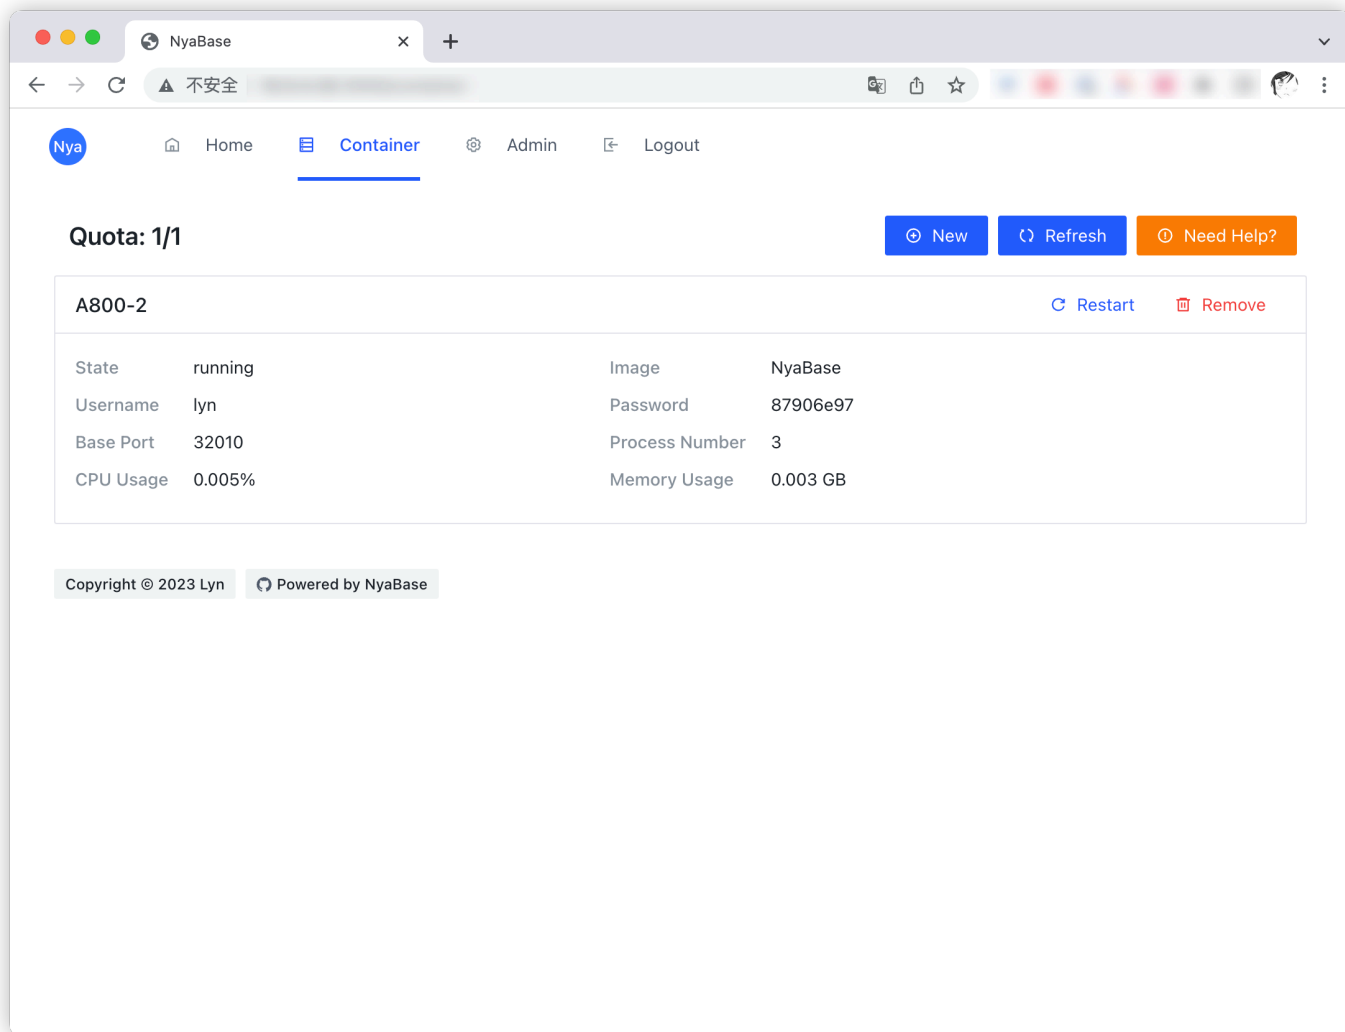 NyaBase
不安全
Nya
Home
Container
Admin
Logout
Quota: 1/1
New
Refresh
Need Help?
A800-2
Restart
Remove
State running
Image NyaBase
Username lyn
Password 87906e97
Base Port 32010
Process Number 3
CPU Usage 0.005%
Memory Usage 0.003 GB
Copyright © 2023 Lyn
Powered by NyaBase